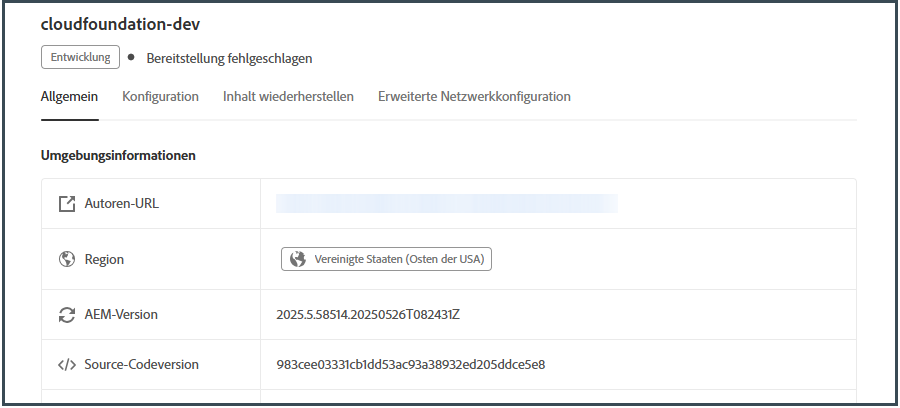 cloudfoundation-dev
Entwicklung ● Bereitstellung fehlgeschlagen
Allgemein Konfiguration Inhalt wiederherstellen Erweiterte Netzwerkkonfiguration
Umgebungsinformationen
Autoren-URL
Region Vereinigte Staaten (Osten der USA)
AEM-Version 2025.5.58514.20250526T082431Z
Source-Codeversion 983cee03331cb1dd53ac93a38932ed205ddce5e8